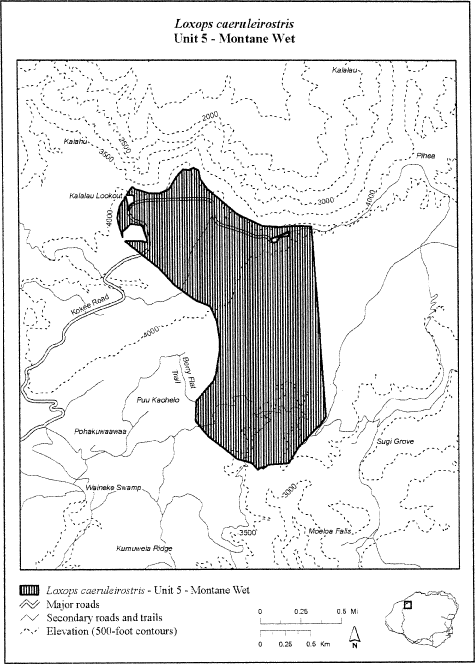 Loxops caeruleirostris
Unit 5 - Montane Wet
Kalalau
2000
Kalahu
2500
3500
Pihea
Kalalau Lookout
4000
3000
4000
Kokee Road
4000
Berry Flat
Trail
Puu Kaohelo
Pohakuwaawaa
Sugi Grove
Waineke Swamp
3000
3500
Moeloa Falls
Kumuwela Ridge
Loxops caeruleirostris - Unit 5 - Montane Wet
Major roads
Secondary roads and trails
Elevation (500-foot contours)
0 0.25 0.5 Mi
0 0.25 0.5 Km
N